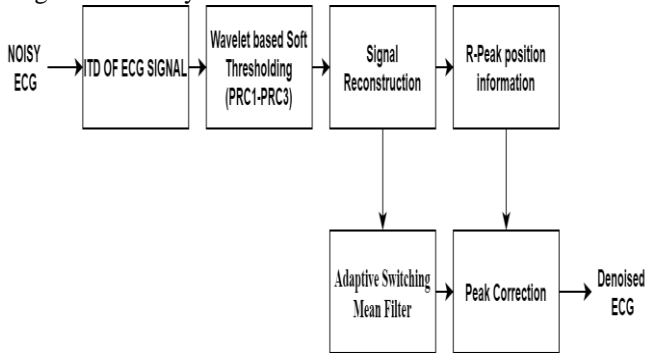 NOISY
ECG
ITD OF ECG SIGNAL
Wavelet based Soft
Thresholding
(PRC1-PRC3)
Signal
Reconstruction
R-Peak position
information
Adaptive Switching
Mean Filter
Peak Correction
Denoised
ECG